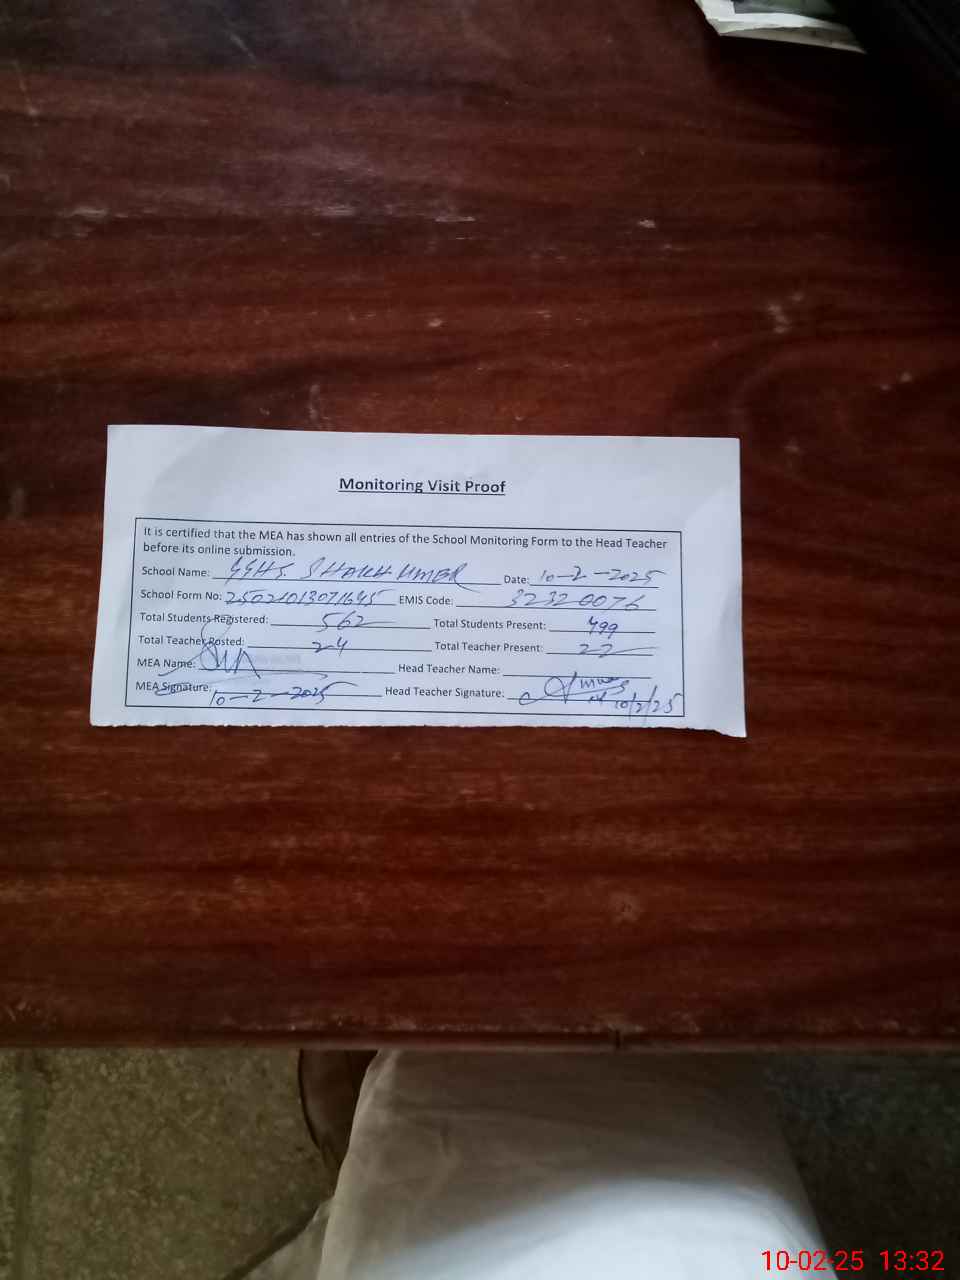 Monitoring Visit Proof
It is certified that the MEA has shown all entries of the School Monitoring Form to the Head Teacher
before its online submission.
School Name: GGHS. SHAKH UMER Date: 10-2-2025
School Form No: 25021013071645 EMIS Code: 32320076
Total Students Registered: 562 Total Students Present: 499
Total Teacher Posted: 24 Total Teacher Present: 22
MEA Name: Head Teacher Name:
MEA Signature: 10-2-2025 Head Teacher Signature: 10/2/25
10-02-25 13:32